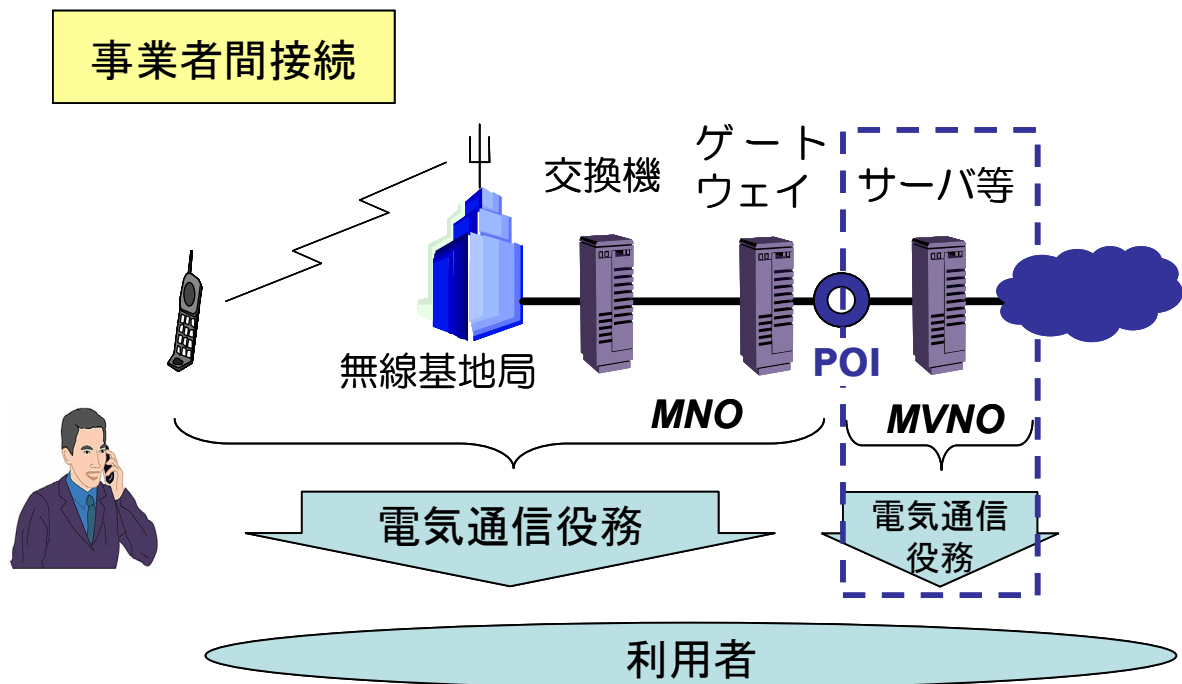 事業者間接続
交換機
ゲート
ウェイ
サーバ等
無線基地局
POI
MNO
MVNO
電気通信役務
電気通信
役務
利用者